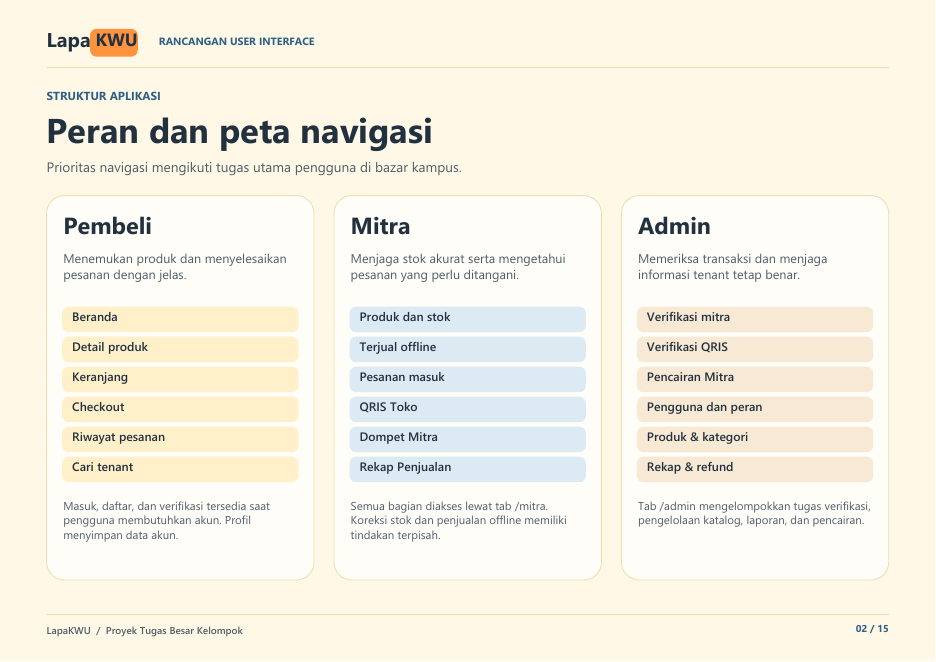 LapaKWU
RANCANGAN USER INTERFACE
STRUKTUR APLIKASI
Peran dan peta navigasi
Prioritas navigasi mengikuti tugas utama pengguna di bazar kampus.
Pembeli
Menemukan produk dan menyelesaikan
pesanan dengan jelas.
Beranda
Detail produk
Keranjang
Checkout
Riwayat pesanan
Cari tenant
Masuk, daftar, dan verifikasi tersedia saat
pengguna membutuhkan akun. Profil
menyimpan data akun.
Mitra
Menjaga stok akurat serta mengetahui
pesanan yang perlu ditangani.
Produk dan stok
Terjual offline
Pesanan masuk
QRIS Toko
Dompet Mitra
Rekap Penjualan
Semua bagian diakses lewat tab /mitra.
Koreksi stok dan penjualan offline memiliki
tindakan terpisah.
Admin
Memeriksa transaksi dan menjaga
informasi tenant tetap benar.
Verifikasi mitra
Verifikasi QRIS
Pencairan Mitra
Pengguna dan peran
Produk & kategori
Rekap & refund
Tab /admin mengelompokkan tugas verifikasi,
pengelolaan katalog, laporan, dan pencairan.
LapaKWU / Proyek Tugas Besar Kelompok
02 / 15